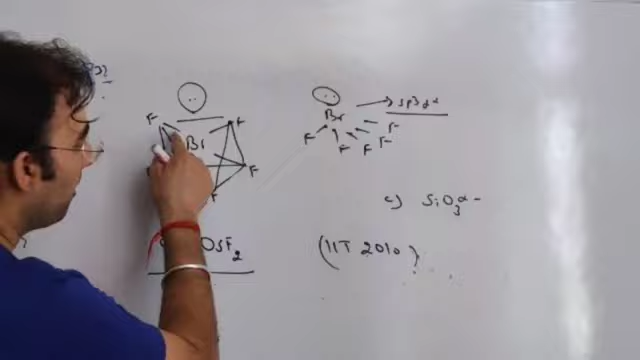 F F
Br
F
F
OSF2
Br → sp3d2
F F F F F
c) SiO3 2-
(IIT 2010)